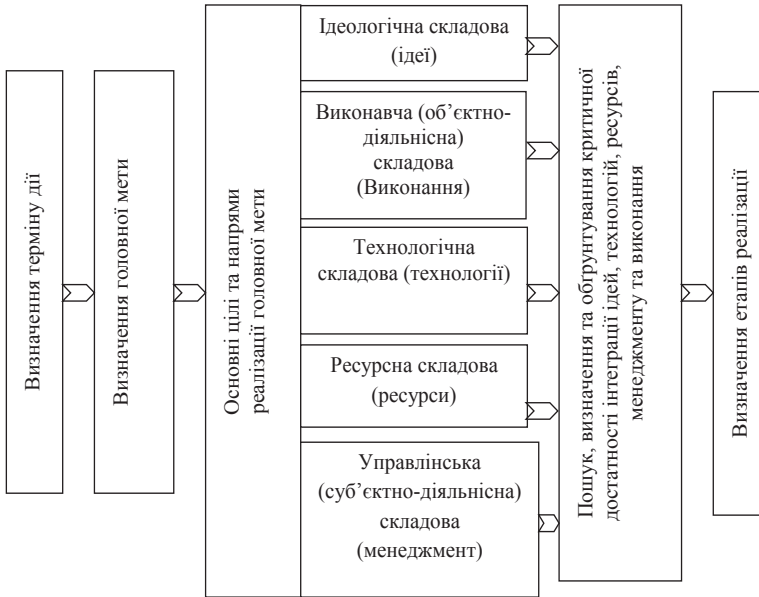 Визначення терміну дії
Визначення головної мети
Основні цілі та напрями
реалізації головної мети
Ідеологічна складова
(ідеї)
Виконавча (об’єктно-
діяльнісна)
складова
(Виконання)
Технологічна
складова (технології)
Ресурсна складова
(ресурси)
Управлінська
(суб’єктно-діяльнісна)
складова
(менеджмент)
Пошук, визначення та обґрунтування критичної
достатності інтеграції ідей, технологій, ресурсів,
менеджменту та виконання
Визначення етапів реалізації